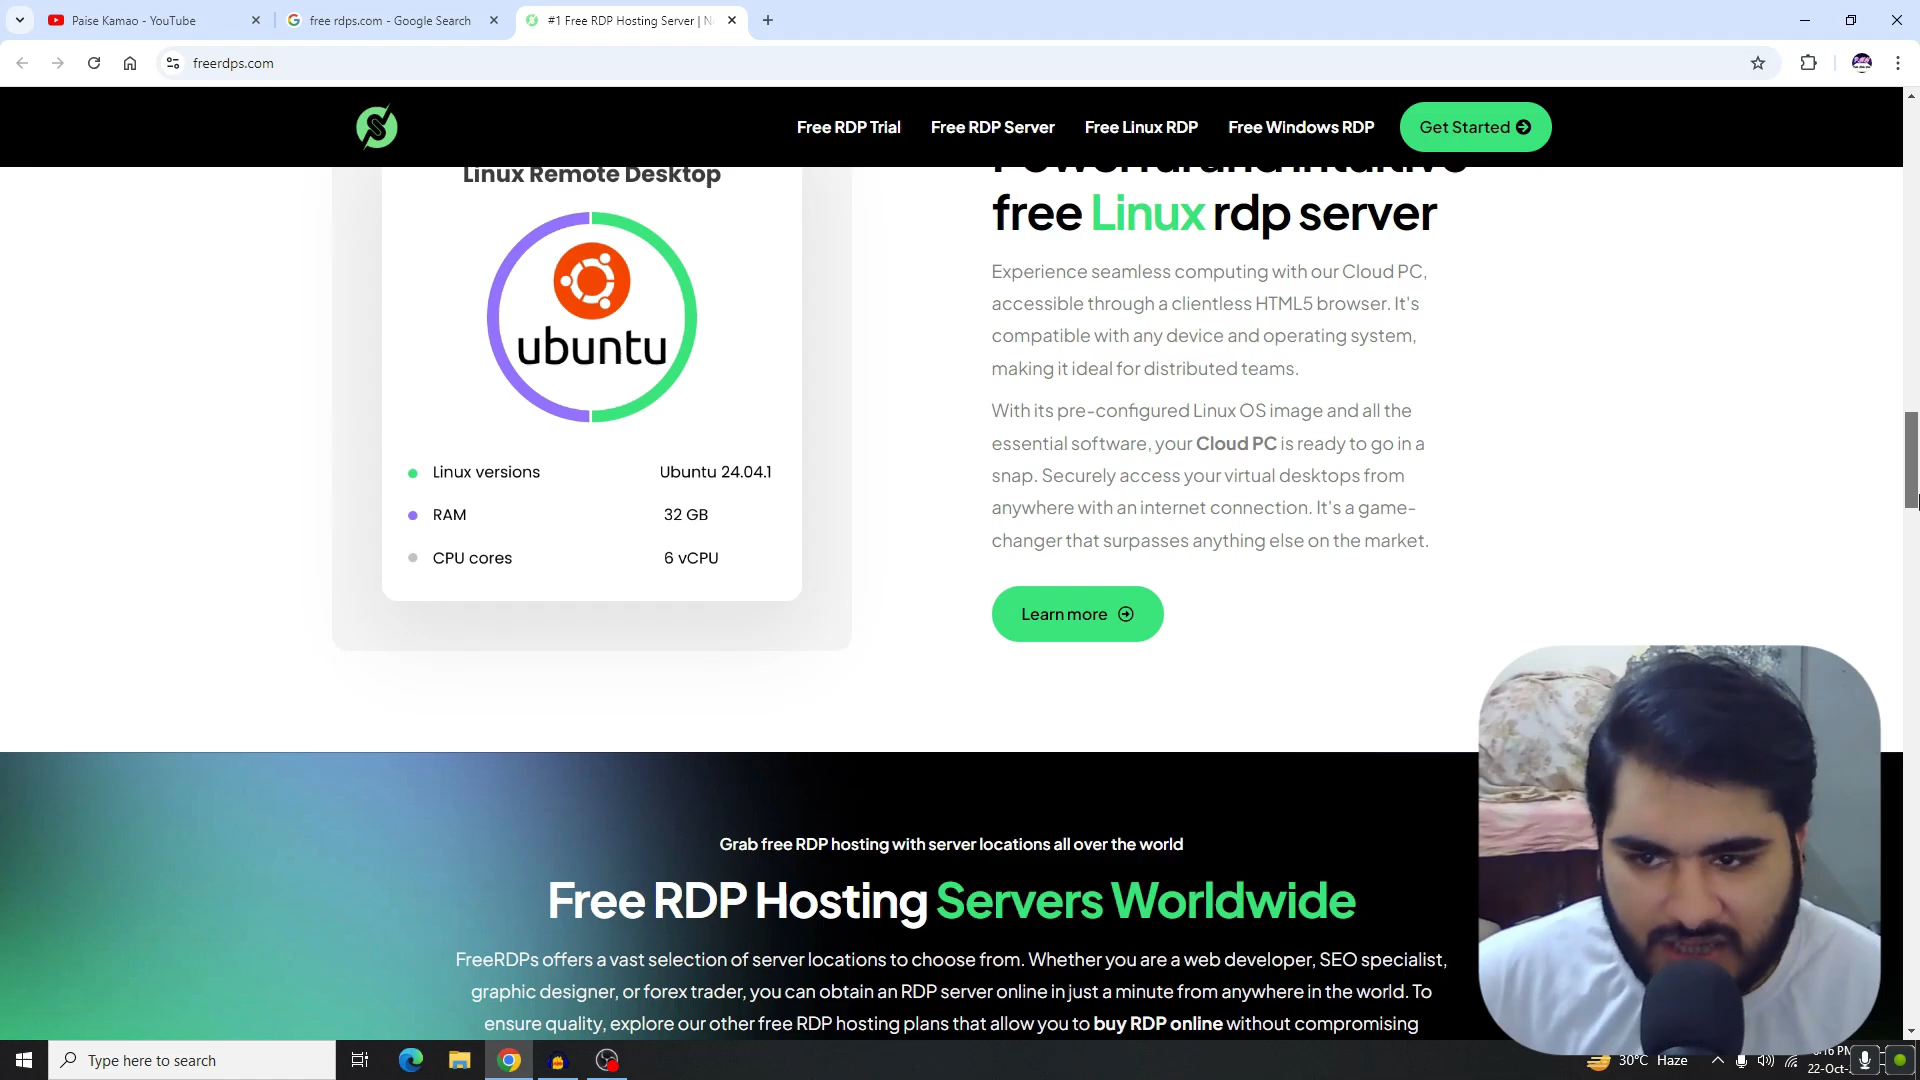 Paise Kamao - YouTube
free rdps.com - Google Search
#1 Free RDP Hosting Server | N
freerdps.com
Free RDP Trial
Free RDP Server
Free Linux RDP
Free Windows RDP
Get Started
Linux Remote Desktop
ubuntu
Linux versions Ubuntu 24.04.1
RAM 32 GB
CPU cores 6 vCPU
Powerful and intuitive
free Linux rdp server
Experience seamless computing with our Cloud PC,
accessible through a clientless HTML5 browser. It's
compatible with any device and operating system,
making it ideal for distributed teams.
With its pre-configured Linux OS image and all the
essential software, your Cloud PC is ready to go in a
snap. Securely access your virtual desktops from
anywhere with an internet connection. It's a game-
changer that surpasses anything else on the market.
Learn more
Grab free RDP hosting with server locations all over the world
Free RDP Hosting Servers Worldwide
FreeRDPs offers a vast selection of server locations to choose from. Whether you are a web developer, SEO specialist,
graphic designer, or forex trader, you can obtain an RDP server online in just a minute from anywhere in the world. To
ensure quality, explore our other free RDP hosting plans that allow you to buy RDP online without compromising
Type here to search
30°C Haze
16 PM
22-Oct-